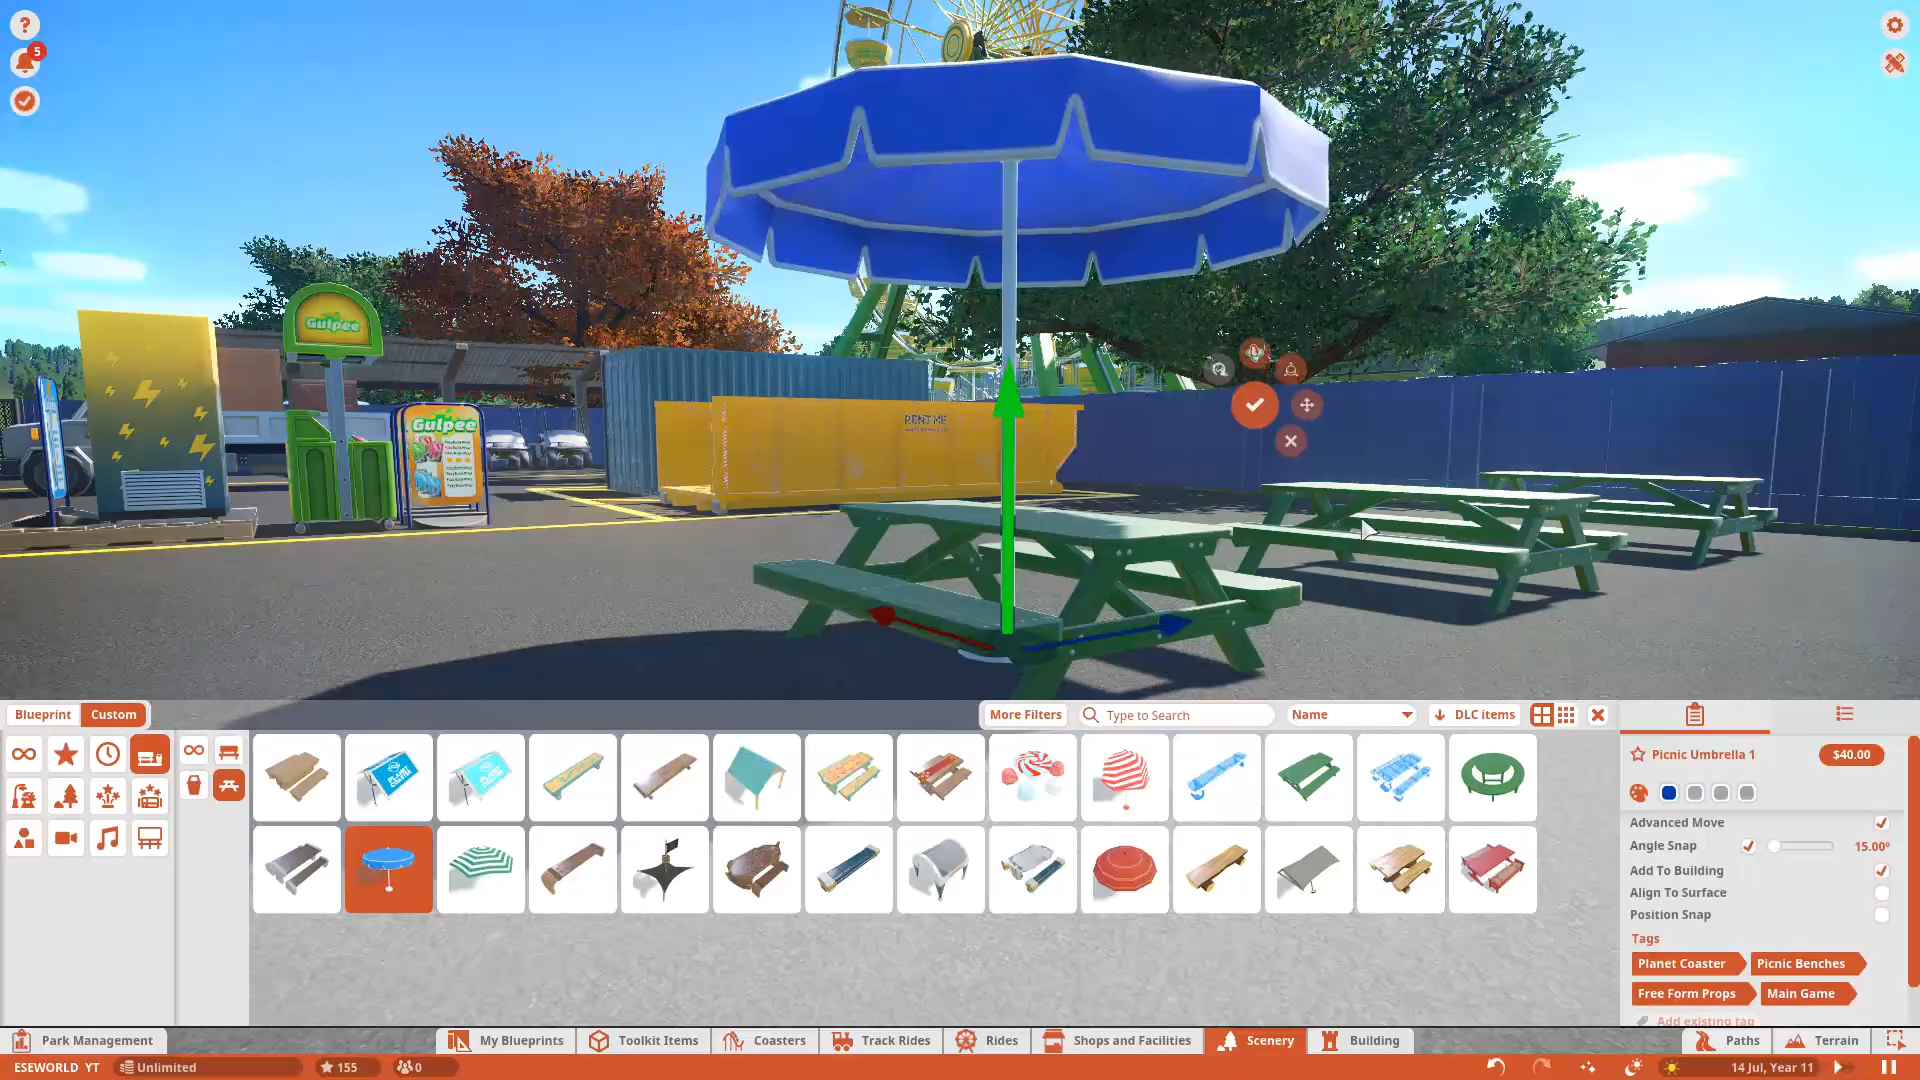 ?
5
Gulpee
Gulpee
RENT ME
Blueprint
Custom
More Filters
Type to Search
Name
DLC items
Picnic Umbrella 1
$40.00
Advanced Move
Angle Snap
15.00°
Add To Building
Align To Surface
Position Snap
Tags
Planet Coaster
Picnic Benches
Free Form Props
Main Game
Add existing tag
Park Management
My Blueprints
Toolkit Items
Coasters
Track Rides
Rides
Shops and Facilities
Scenery
Building
Paths
Terrain
ESEWORLD YT
Unlimited
155
0
14 Jul, Year 11